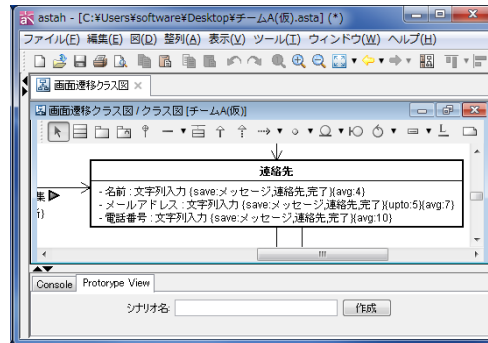 astah - [C:¥Users¥software¥Desktop¥チームA(仮).asta] (*)
ファイル(F) 編集(E) 図(D) 整列(A) 表示(V) ツール(T) ウィンドウ(W) ヘルプ(H)
画面遷移クラス図
画面遷移クラス図 / クラス図 [チームA(仮)]
連絡先
集
- 名前 : 文字列入力 {save:メッセージ,連絡先,完了}{avg:4}
- メールアドレス : 文字列入力 {save:メッセージ,連絡先,完了}{upto:5}{avg:7}
- 電話番号 : 文字列入力 {save:メッセージ,連絡先,完了}{avg:10}
Console Protorype View
シナリオ名: 作成